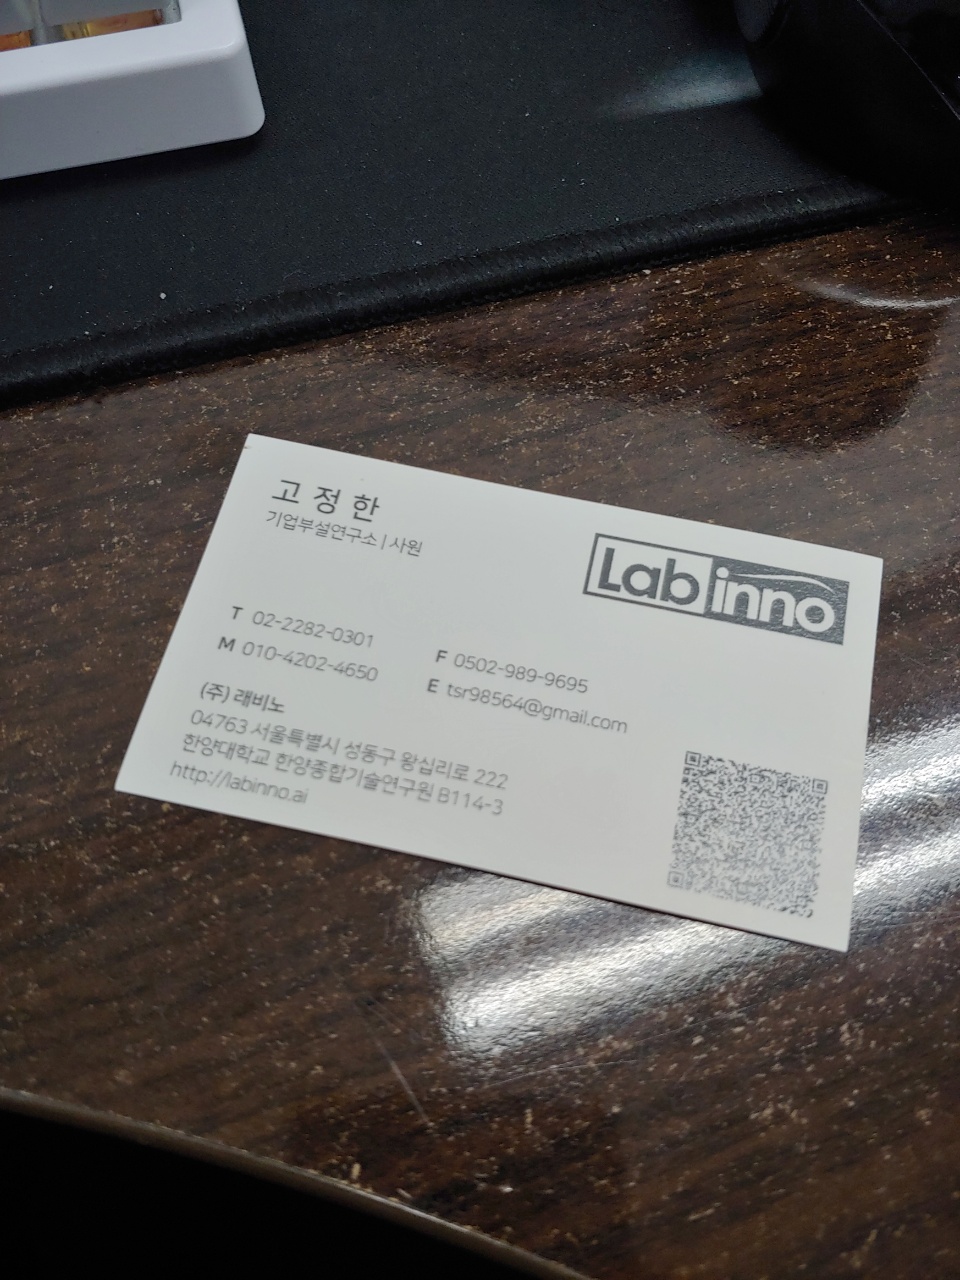 고정한
기업부설연구소 | 사원
Lab inno
T 02-2282-0301
M 010-4202-4650
F 0502-989-9695
E tsr98564@gmail.com
(주) 래비노
04763 서울특별시 성동구 왕십리로 222
한양대학교 한양종합기술연구원 B114-3
http://labinno.ai